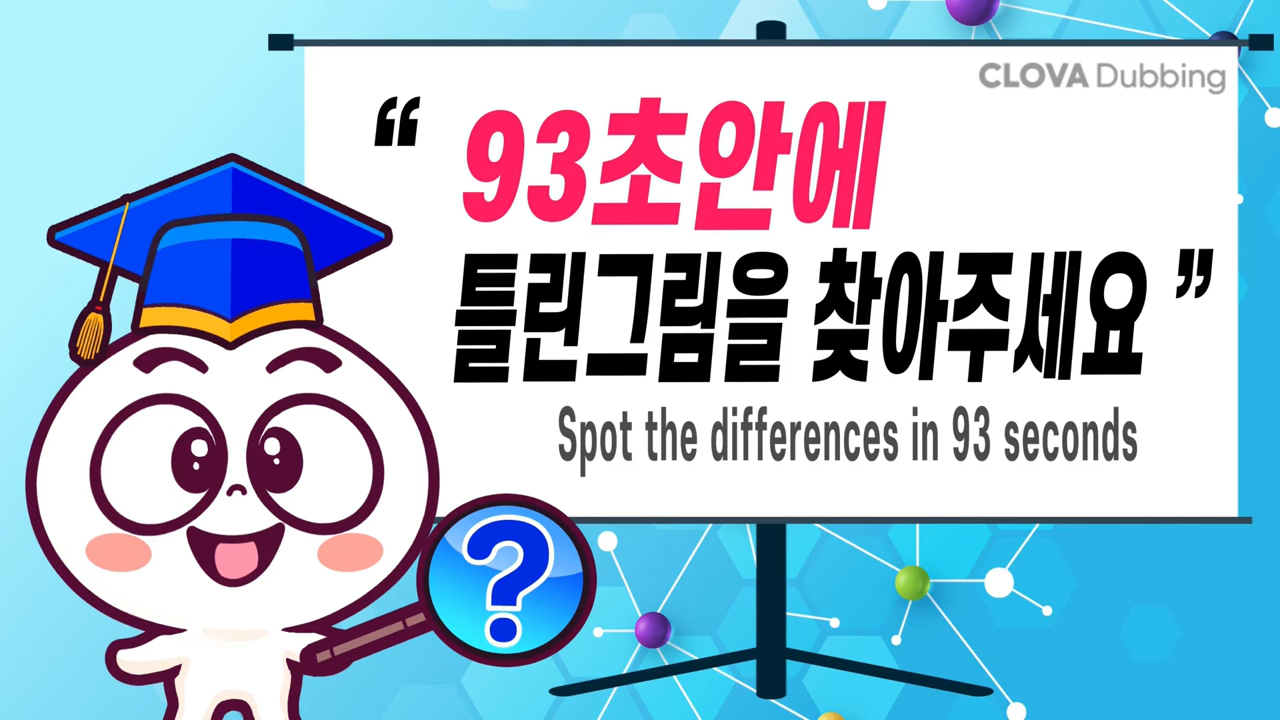 CLOVA Dubbing
“ 93초안에
틀린그림을 찾아주세요 ”
Spot the differences in 93 seconds
?